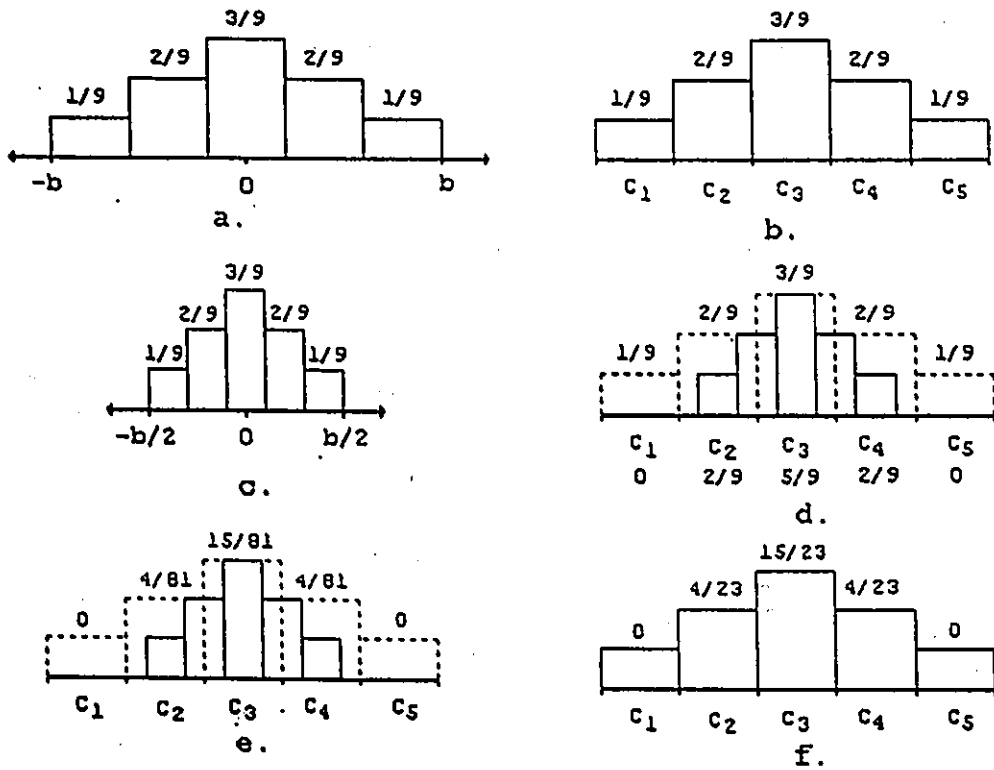 3/9
2/9 2/9
1/9 1/9
-b 0 b
a.
3/9
2/9 2/9
1/9 1/9
C1 C2 C3 C4 C5
b.
3/9
2/9 2/9
1/9 1/9
-b/2 0 b/2
c.
3/9
2/9 2/9
1/9 1/9
C1 C2 C3 C4 C5
0 2/9 5/9 2/9 0
d.
15/81
4/81 4/81
0 0
C1 C2 C3 C4 C5
e.
15/23
4/23 4/23
0 0
C1 C2 C3 C4 C5
f.